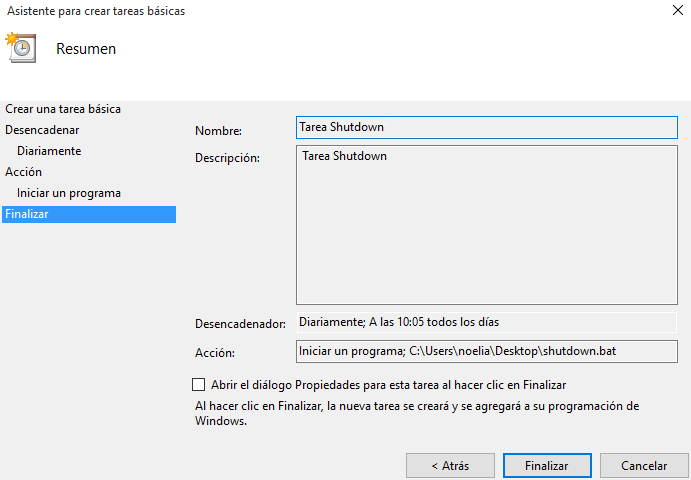 Asistente para crear tareas básicas
Resumen
Crear una tarea básica
Desencadenar
Diariamente
Acción
Iniciar un programa
Finalizar
Nombre: Tarea Shutdown
Descripción: Tarea Shutdown
Desencadenador: Diariamente; A las 10:05 todos los días
Acción: Iniciar un programa; C:\Users\noelia\Desktop\shutdown.bat
Abrir el diálogo Propiedades para esta tarea al hacer clic en Finalizar
Al hacer clic en Finalizar, la nueva tarea se creará y se agregará a su programación de
Windows.
< Atrás Finalizar Cancelar